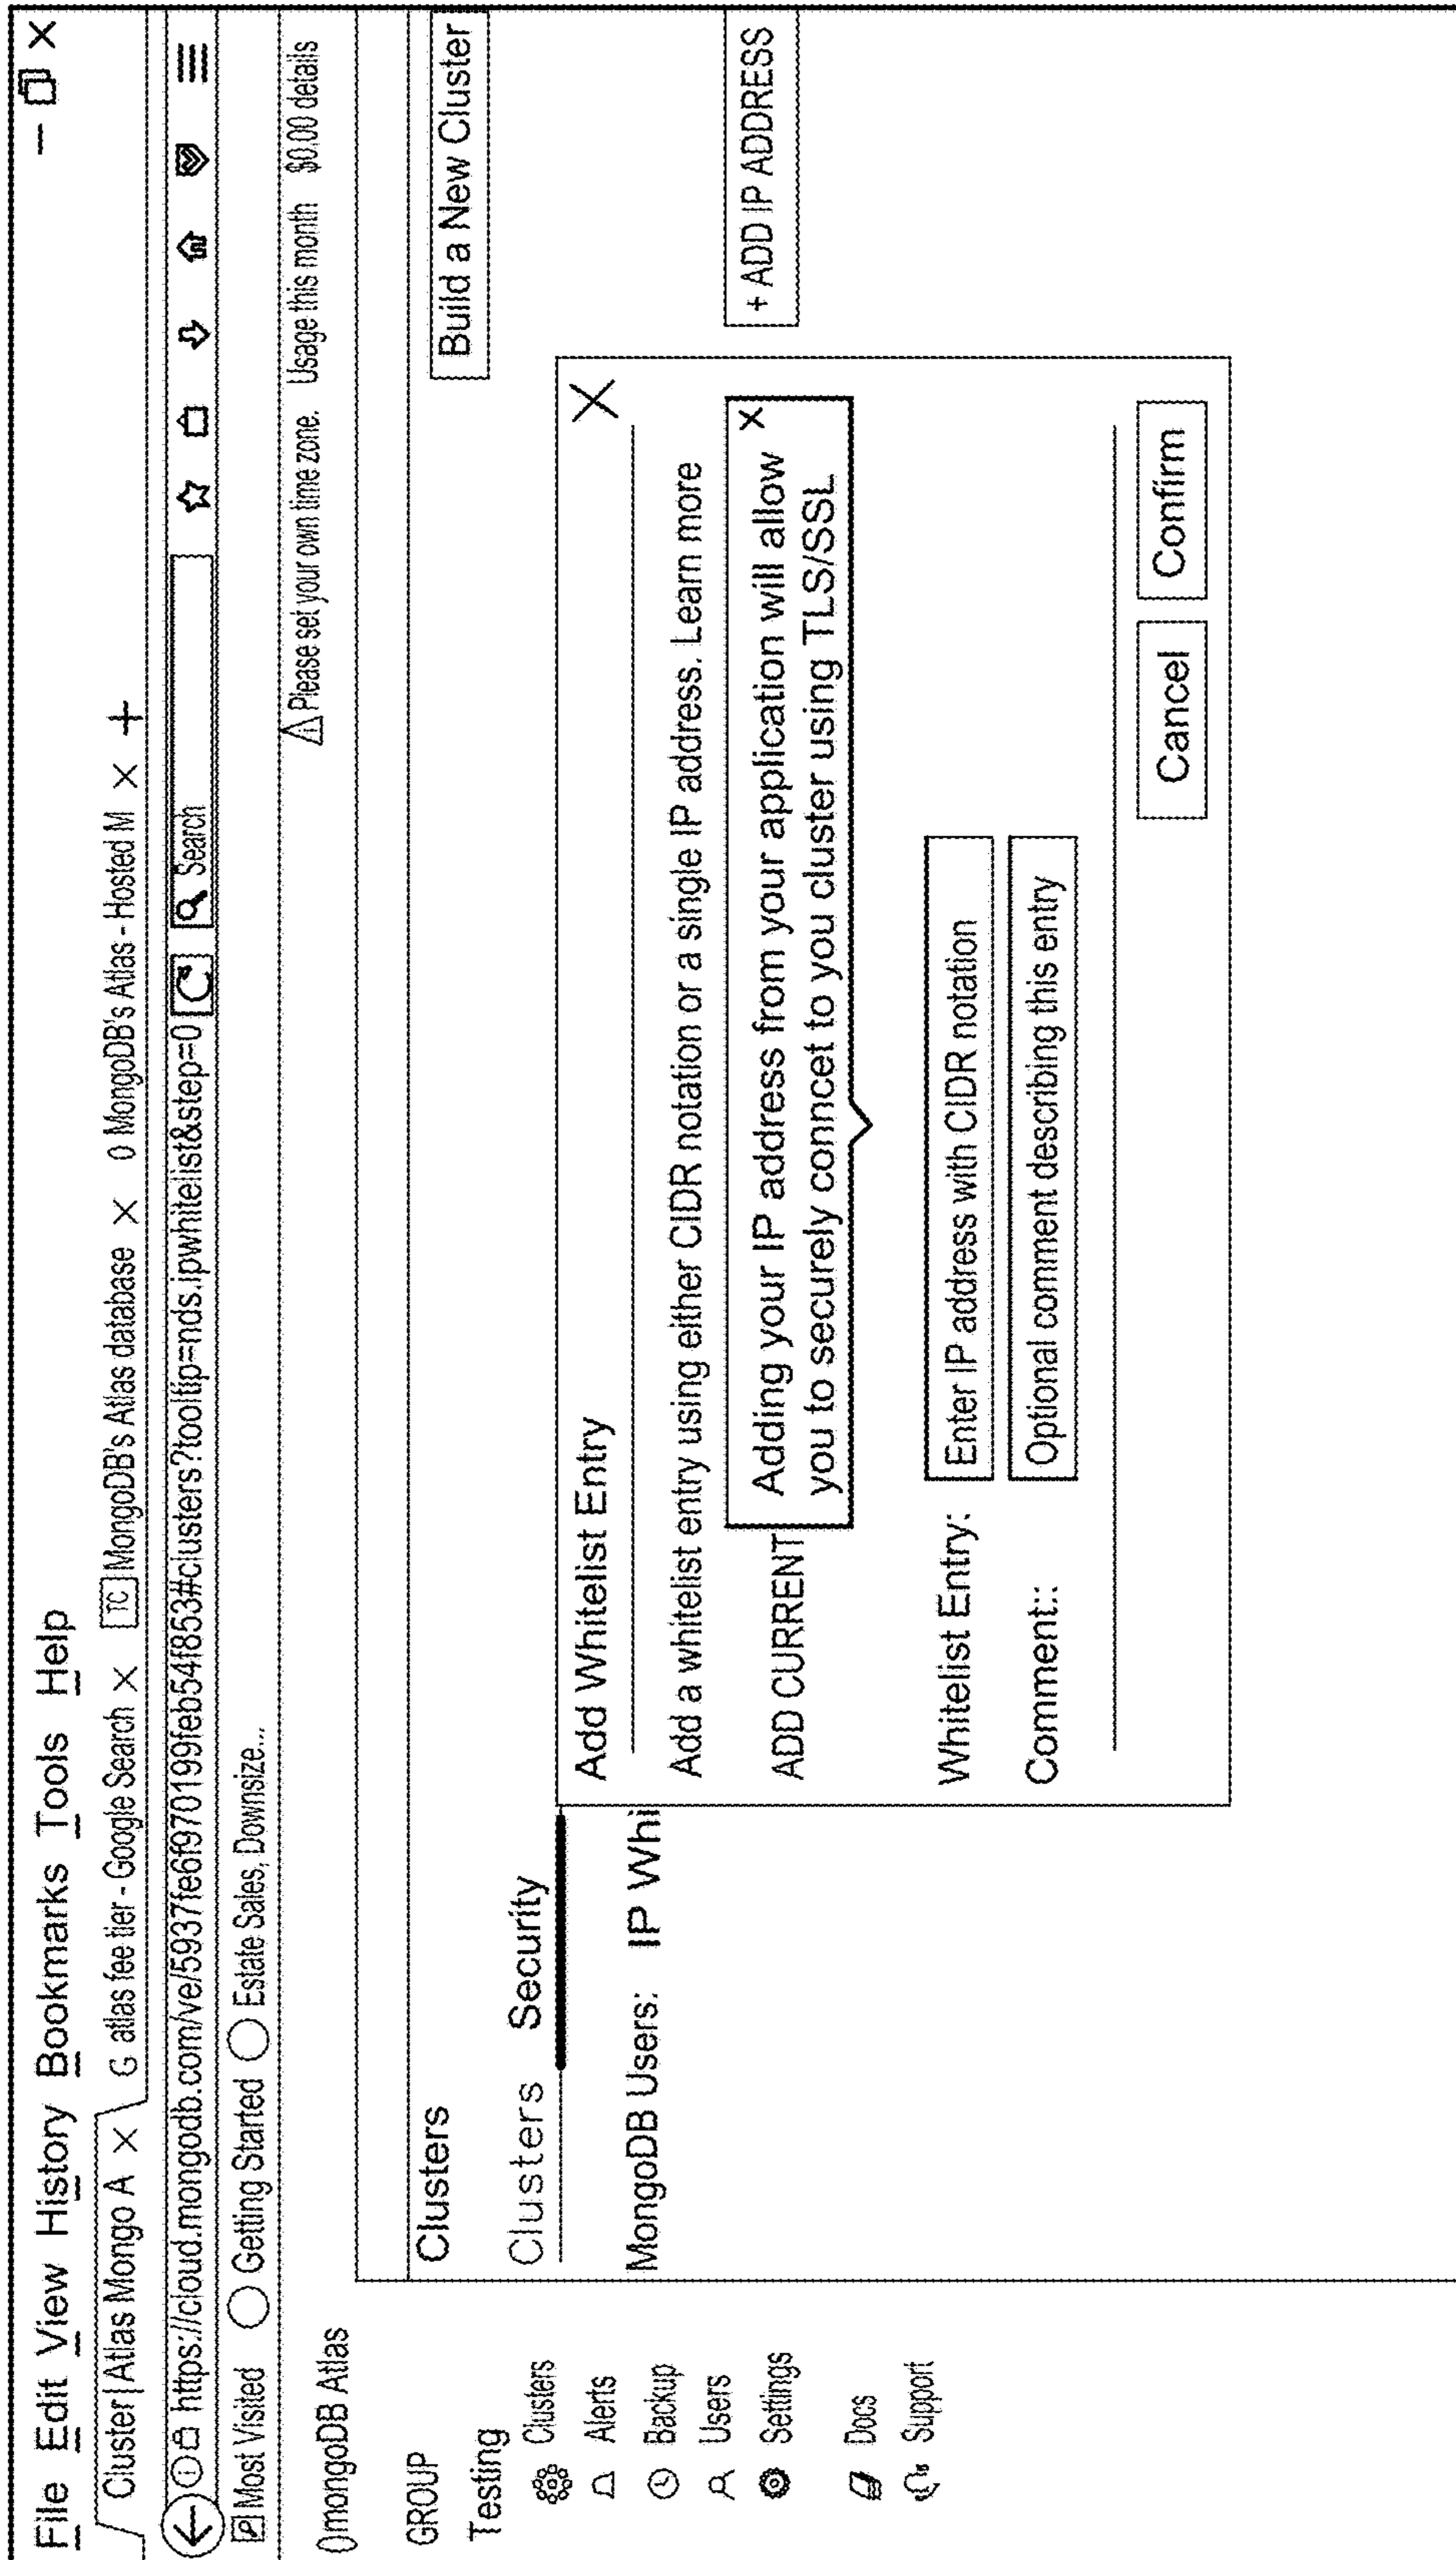 File Edit View History Bookmarks Tools Help
Cluster|Atlas Mongo A X G atlas fee tier - Google Search X TC MongoDB's Atlas database X 0 MongoDB's Atlas - Hosted M X +
https://cloud.mongodb.com/ve/5937fe6f970199feb54f853#clusters?tooltip=nds.ipwhitelist&step=0 C Search
Most Visited Getting Started Estate Sales, Downsize...
()mongoDB Atlas Please set your own time zone. Usage this month $0.00 details
GROUP
Testing
Clusters
Alerts
Backup
Users
Settings
Docs
Support
Clusters Build a New Cluster
Clusters Security
MongoDB Users: IP Whi
+ ADD IP ADDRESS
Add Whitelist Entry X
Add a whitelist entry using either CIDR notation or a single IP address. Learn more
ADD CURRENT
Adding your IP address from your application will allow X
you to securely conncet to you cluster using TLS/SSL
Whitelist Entry: Enter IP address with CIDR notation
Comment:: Optional comment describing this entry
Cancel Confirm